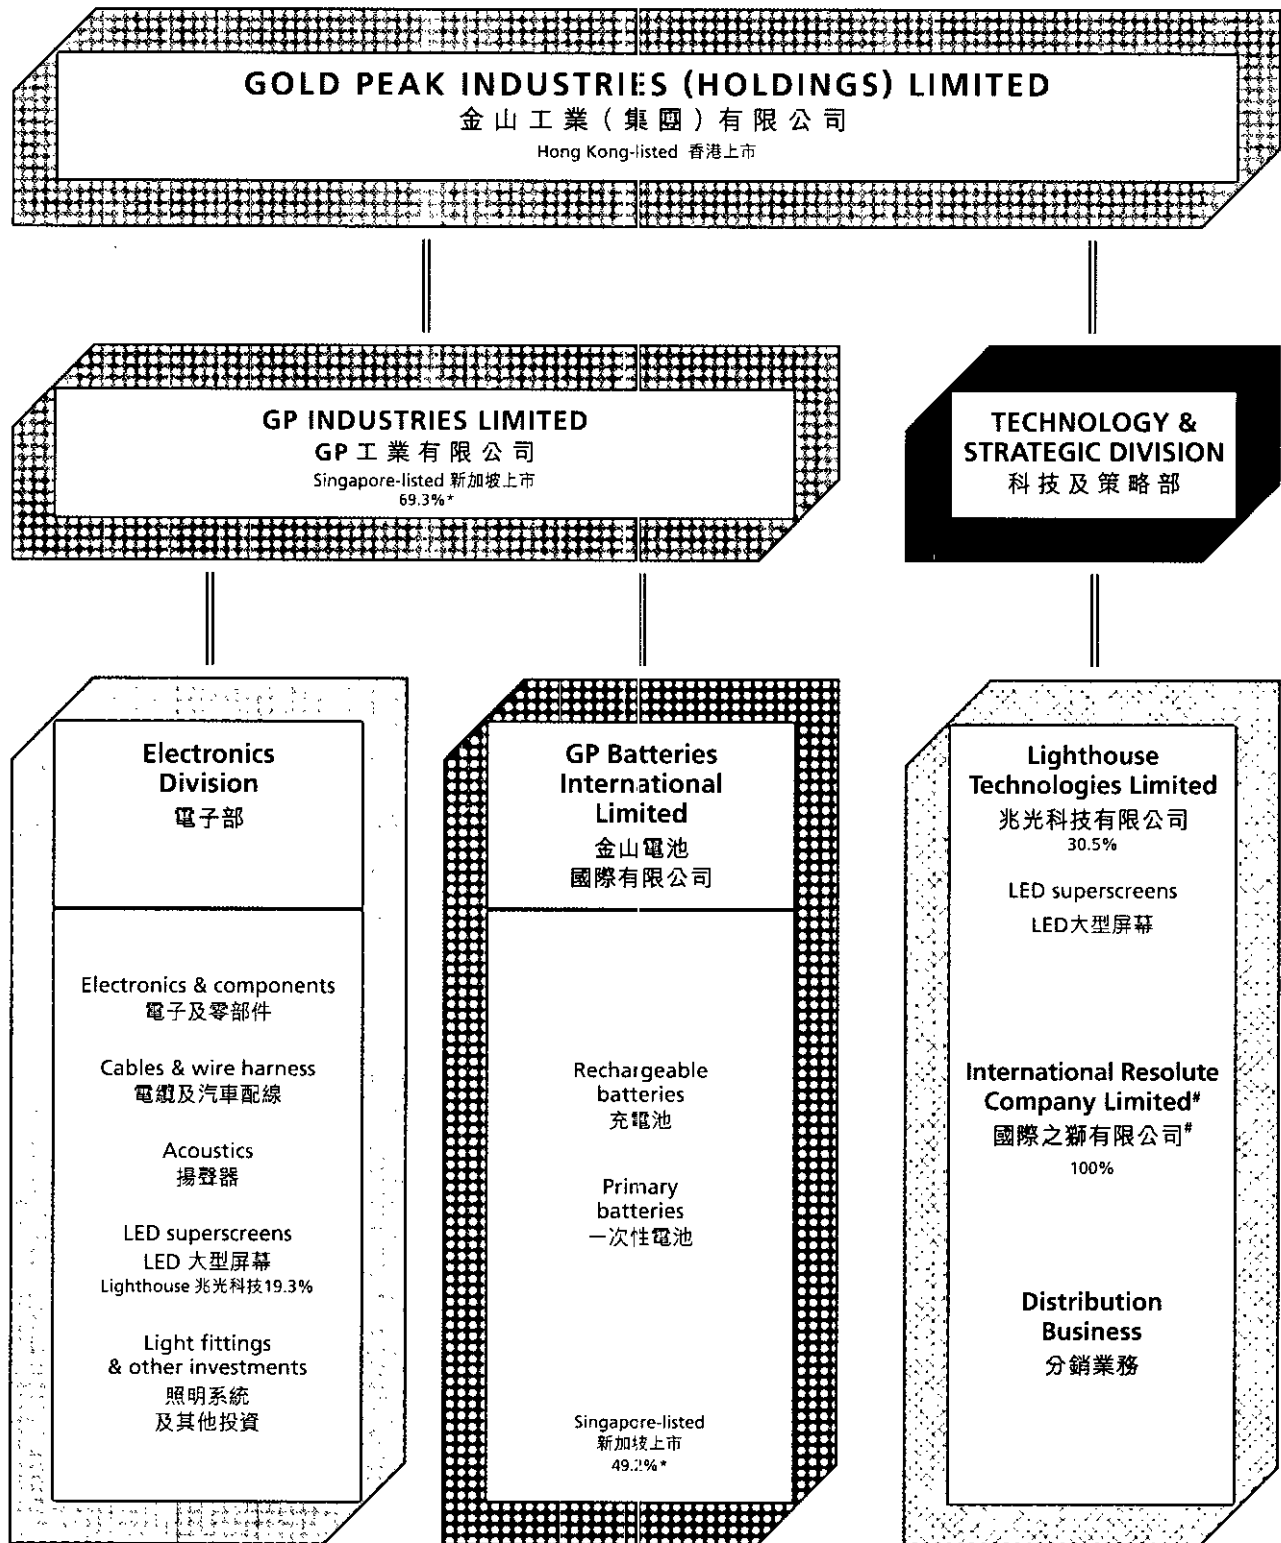 GOLD PEAK INDUSTRIES (HOLDINGS) LIMITED
金山工業(集團)有限公司
Hong Kong-listed 香港上市
GP INDUSTRIES LIMITED
GP工業有限公司
Singapore-listed 新加坡上市
69.3%*
TECHNOLOGY &
STRATEGIC DIVISION
科技及策略部
Electronics
Division
電子部
Electronics & components
電子及零部件
Cables & wire harness
電纜及汽車配線
Acoustics
揚聲器
LED superscreens
LED 大型屏幕
Lighthouse 兆光科技19.3%
Light fittings
& other investments
照明系統
及其他投資
GP Batteries
International
Limited
金山電池
國際有限公司
Rechargeable
batteries
充電池
Primary
batteries
一次性電池
Singapore-listed
新加坡上市
49.2%*
Lighthouse
Technologies Limited
兆光科技有限公司
30.5%
LED superscreens
LED大型屏幕
International Resolute
Company Limited#
國際之獅有限公司#
100%
Distribution
Business
分銷業務